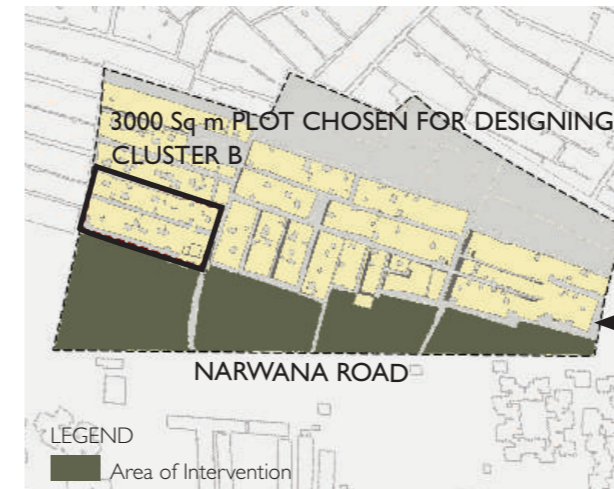 3000 Sq m PLOT CHOSEN FOR DESIGNING
CLUSTER B
NARWANA ROAD
LEGEND
Area of Intervention